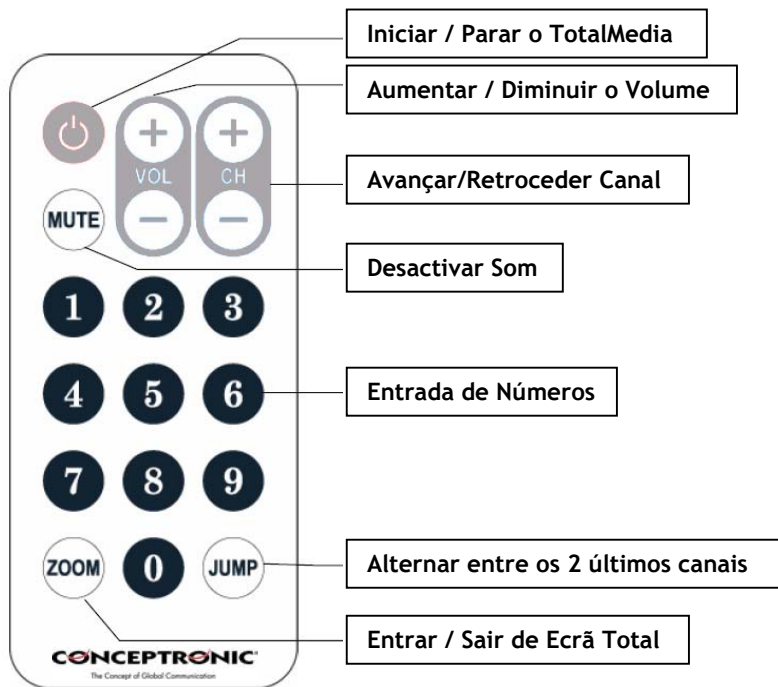 Iniciar / Parar o TotalMedia
Aumentar / Diminuir o Volume
+ +
VOL CH
Avançar/Retroceder Canal
MUTE − −
Desactivar Som
1 2 3
4 5 6
Entrada de Números
7 8 9
ZOOM 0 JUMP
Alternar entre os 2 últimos canais
Entrar / Sair de Ecrã Total
CONCEPTRONIC
The Concept of Global Communication